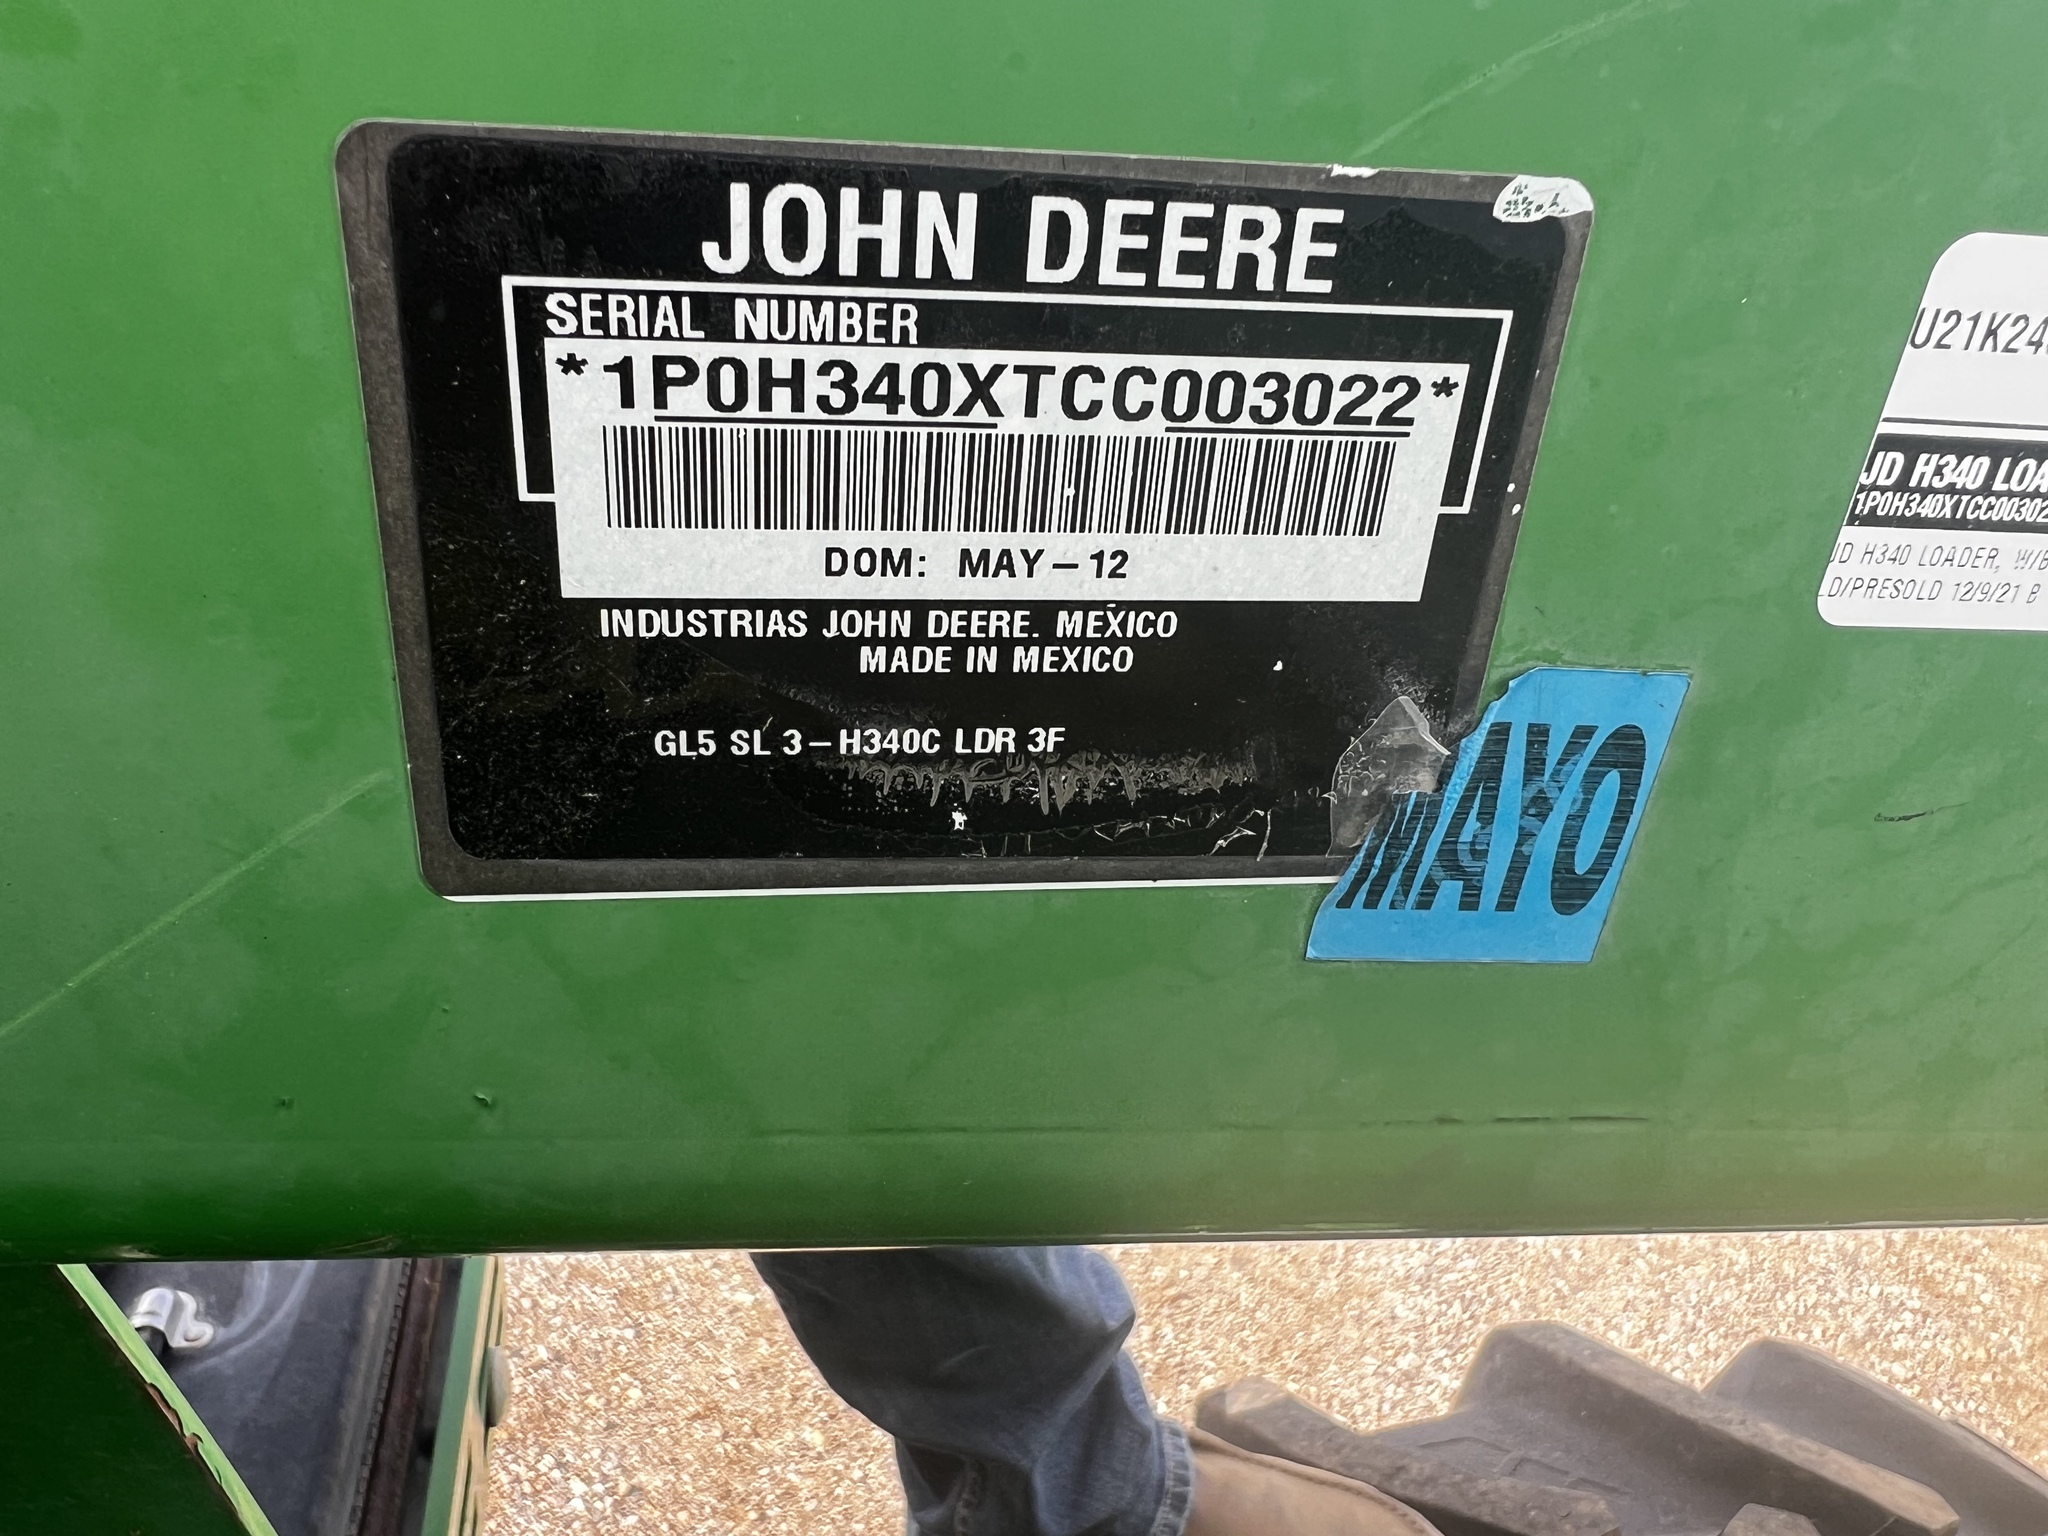 JOHN DEERE
SERIAL NUMBER
*1P0H340XTCC003022*
DOM: MAY-12
INDUSTRIAS JOHN DEERE. MEXICO
MADE IN MEXICO
GL5 SL 3-H340C LDR 3F
MAYO
U21K24
JD H340 LOA
1P0H340XTCC00302
JD H340 LOADER, W/B
D/PRESOLD 12/9/21 B